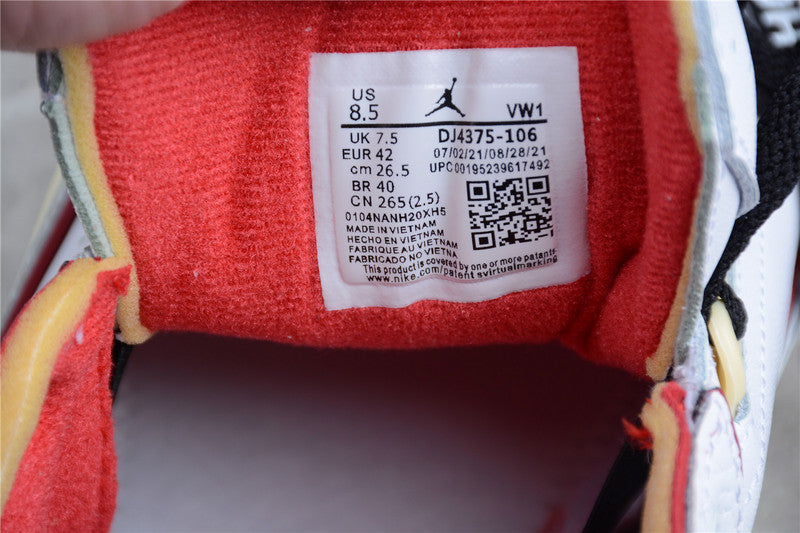 US
8.5
VW1
UK 7.5
DJ4375-106
EUR 42
07/02/21/08/28/21
cm 26.5
UPC00195239617492
BR 40
CN 265(2.5)
0104NANH20XH5
MADE IN VIETNAM
HECHO EN VIETNAM
FABRIQUE AU VIETNAM
FABRICADO NO VIETNA
This product is covered by one or more patents
www.nike.com/patent svirtualmarking